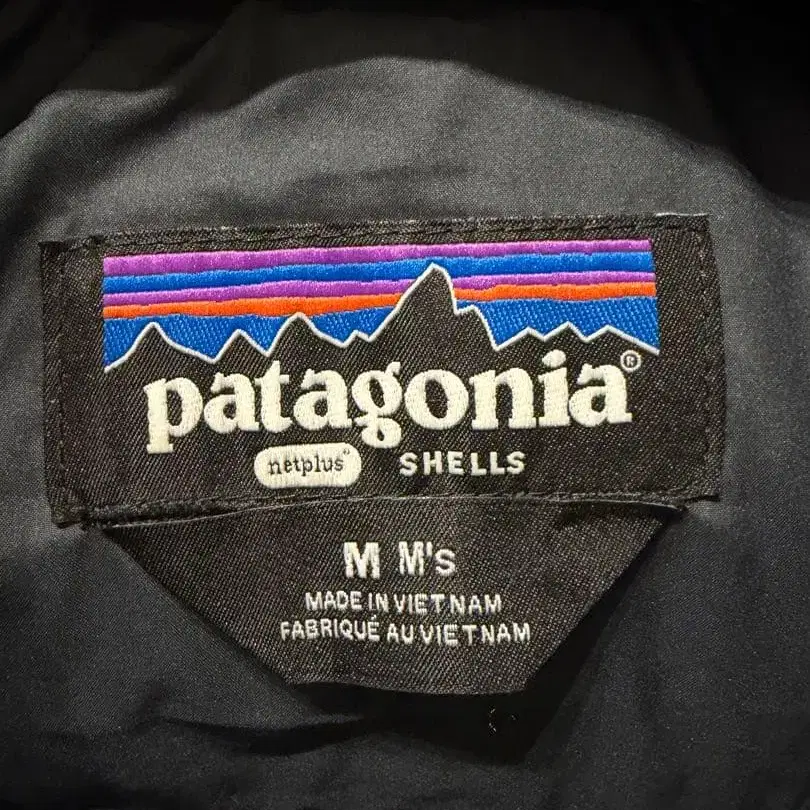 patagonia®
netplus® SHELLS
M M's
MADE IN VIETNAM
FABRIQUÉ AU VIETNAM